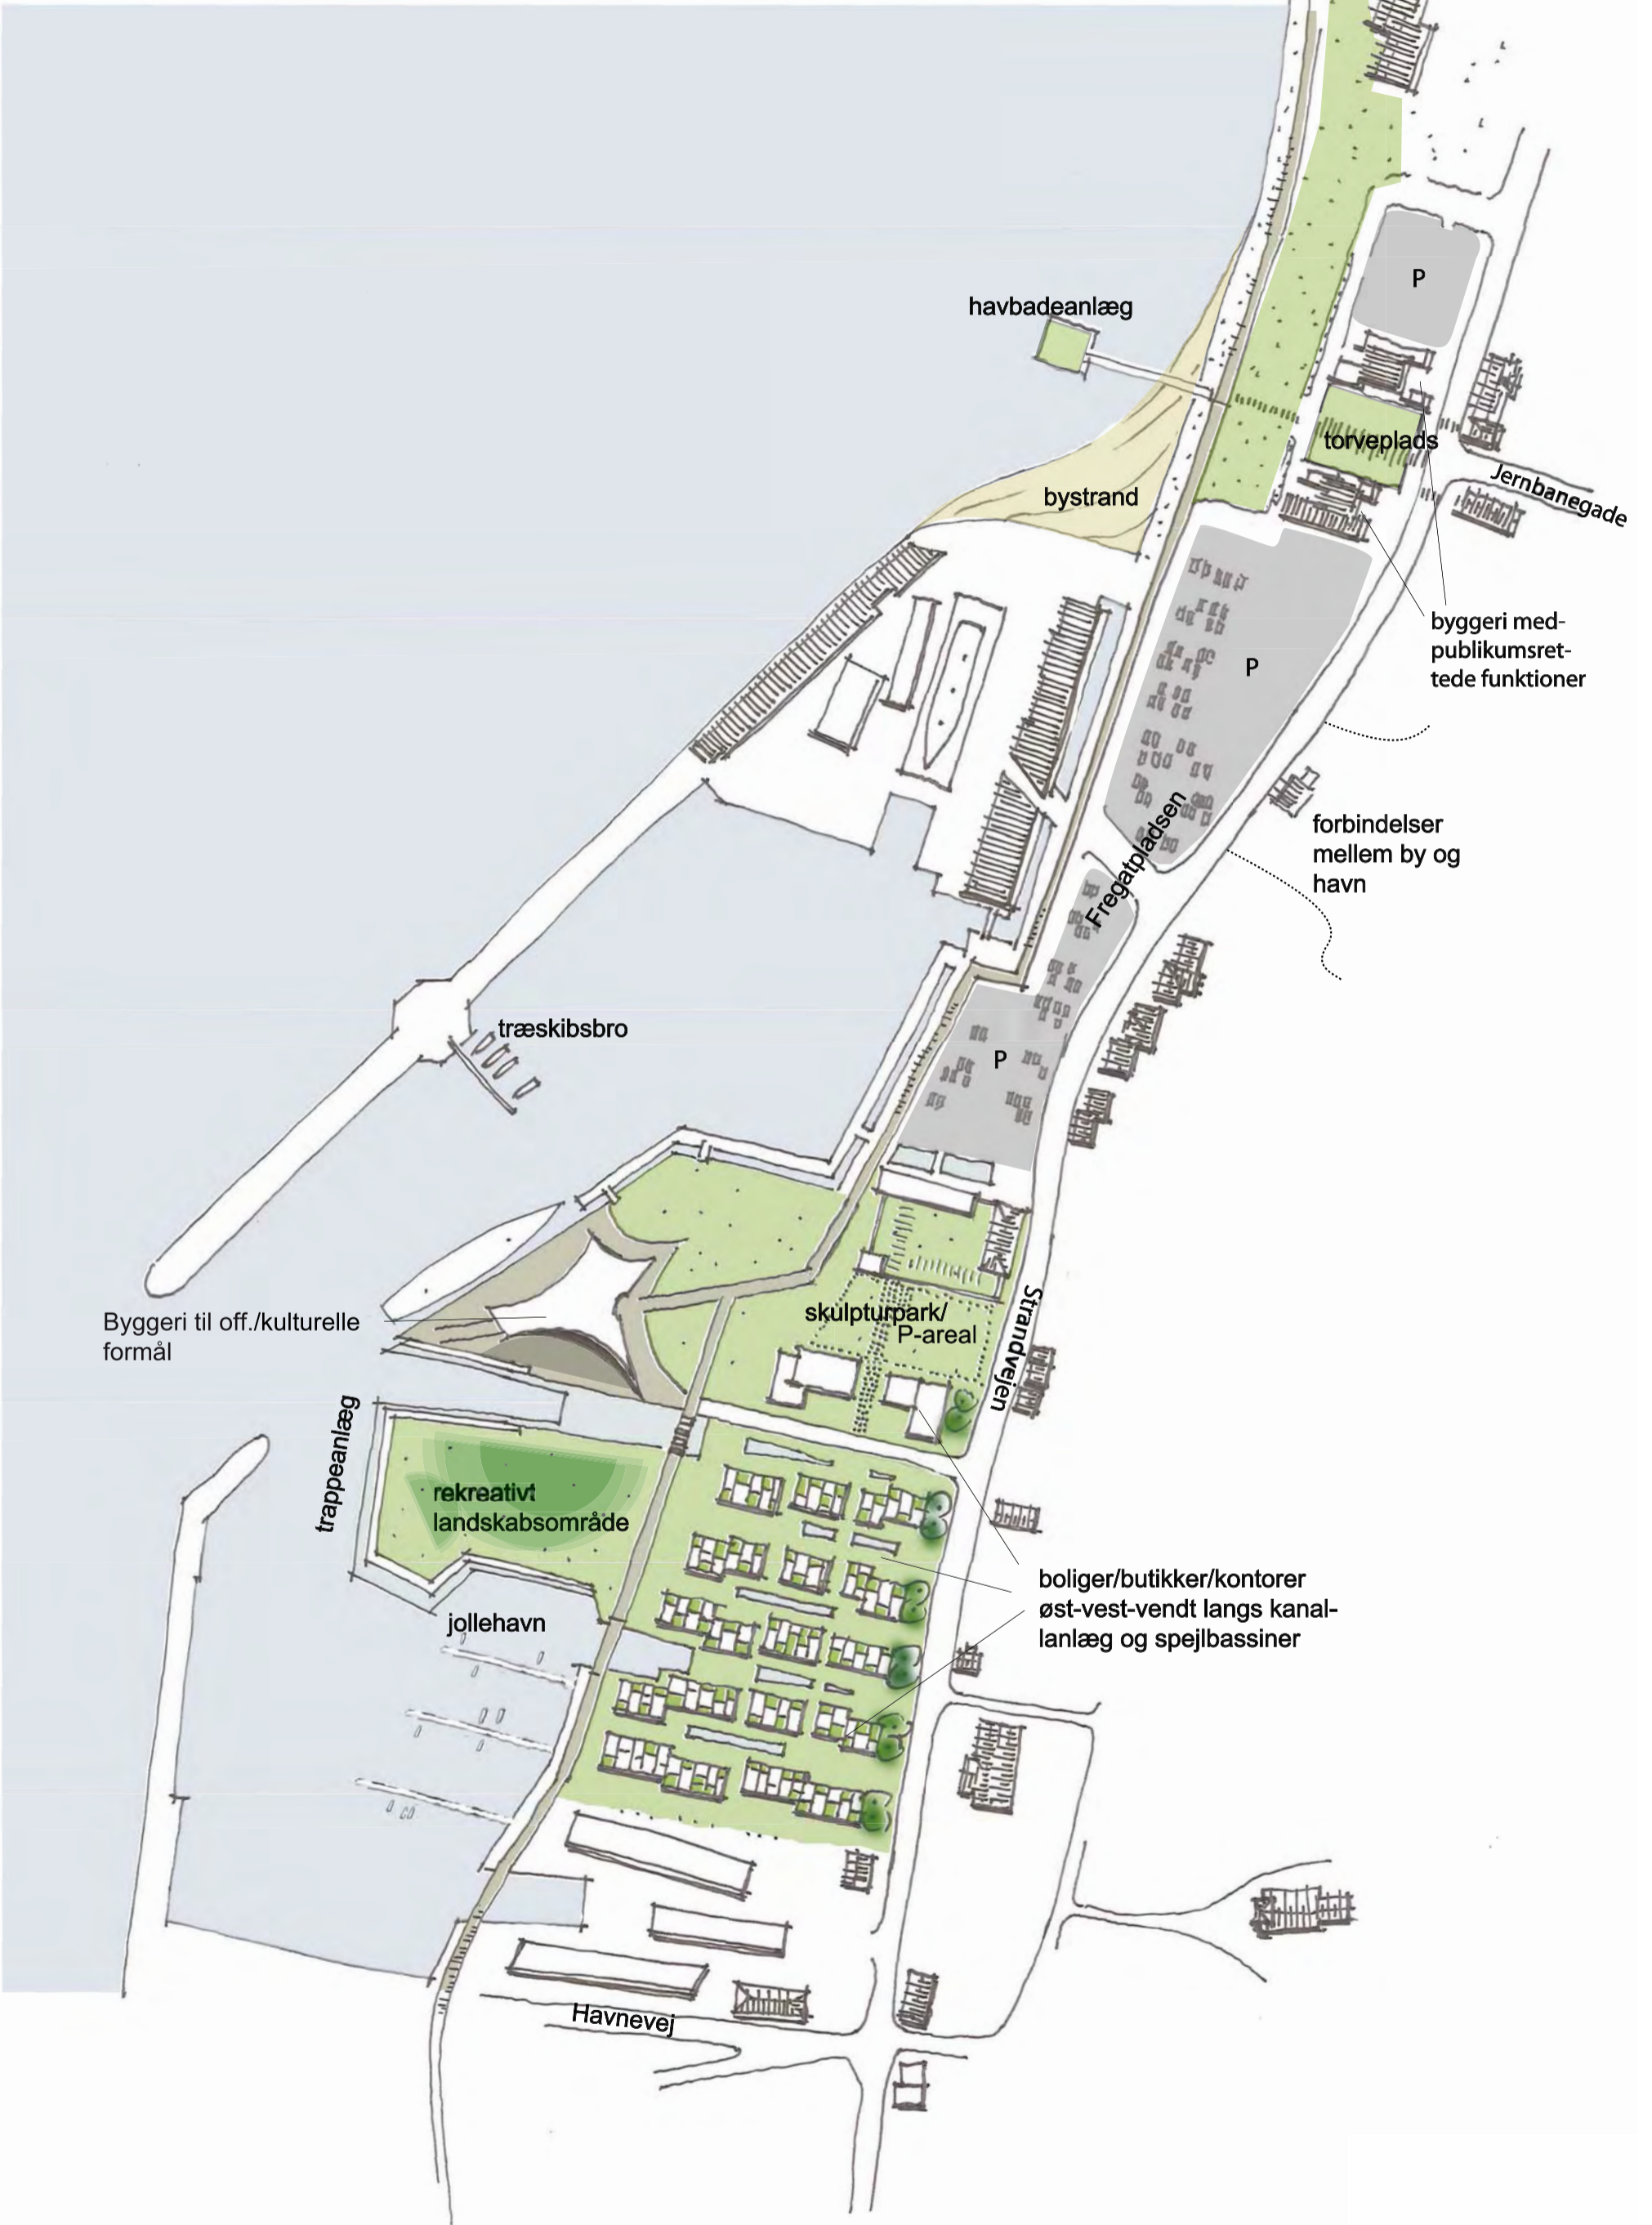 P
havbadeanlæg
torveplads
Jernbanegade
bystrand
byggeri med-
publikumsret-
tede funktioner
P
Fregatpladsen
forbindelser
mellem by og
havn
træskibsbro
P
Byggeri til off./kulturelle
formål
skulpturpark/
P-areal
Strandvejen
trappeanlæg
rekreativt
landskabsområde
boliger/butikker/kontorer
øst-vest-vendt langs kanal-
lanlæg og spejlbassiner
jollehavn
Havnevej